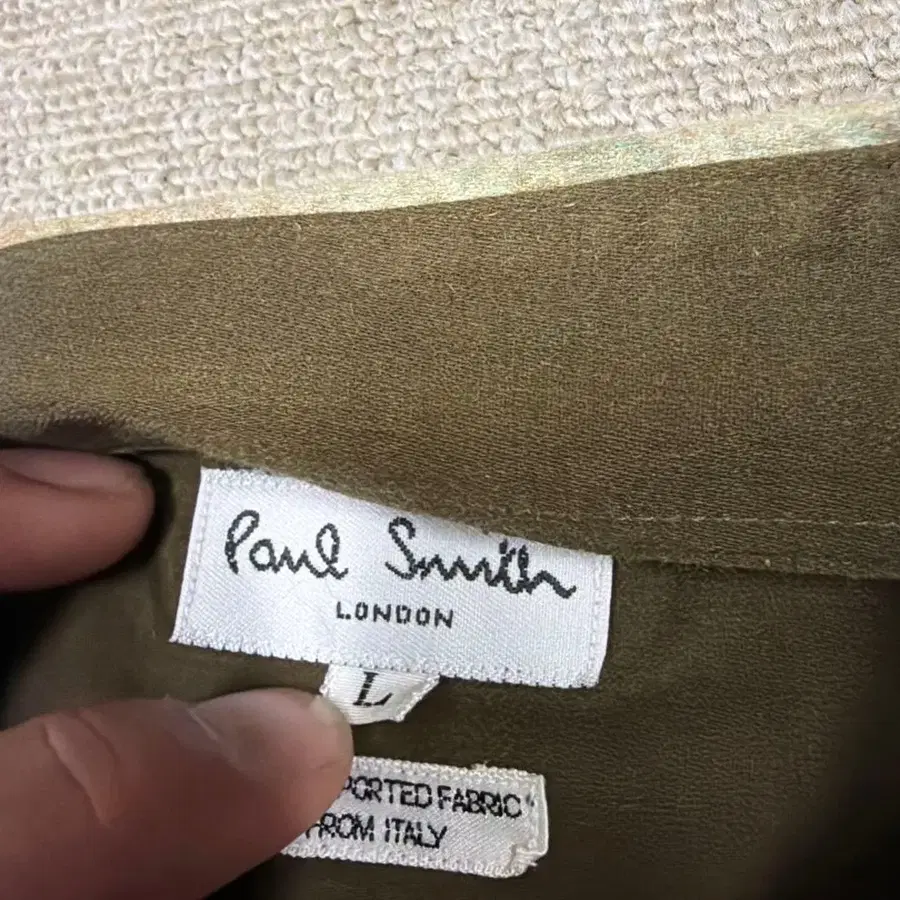 Paul Smith
LONDON
L
PORTED FABRIC
FROM ITALY